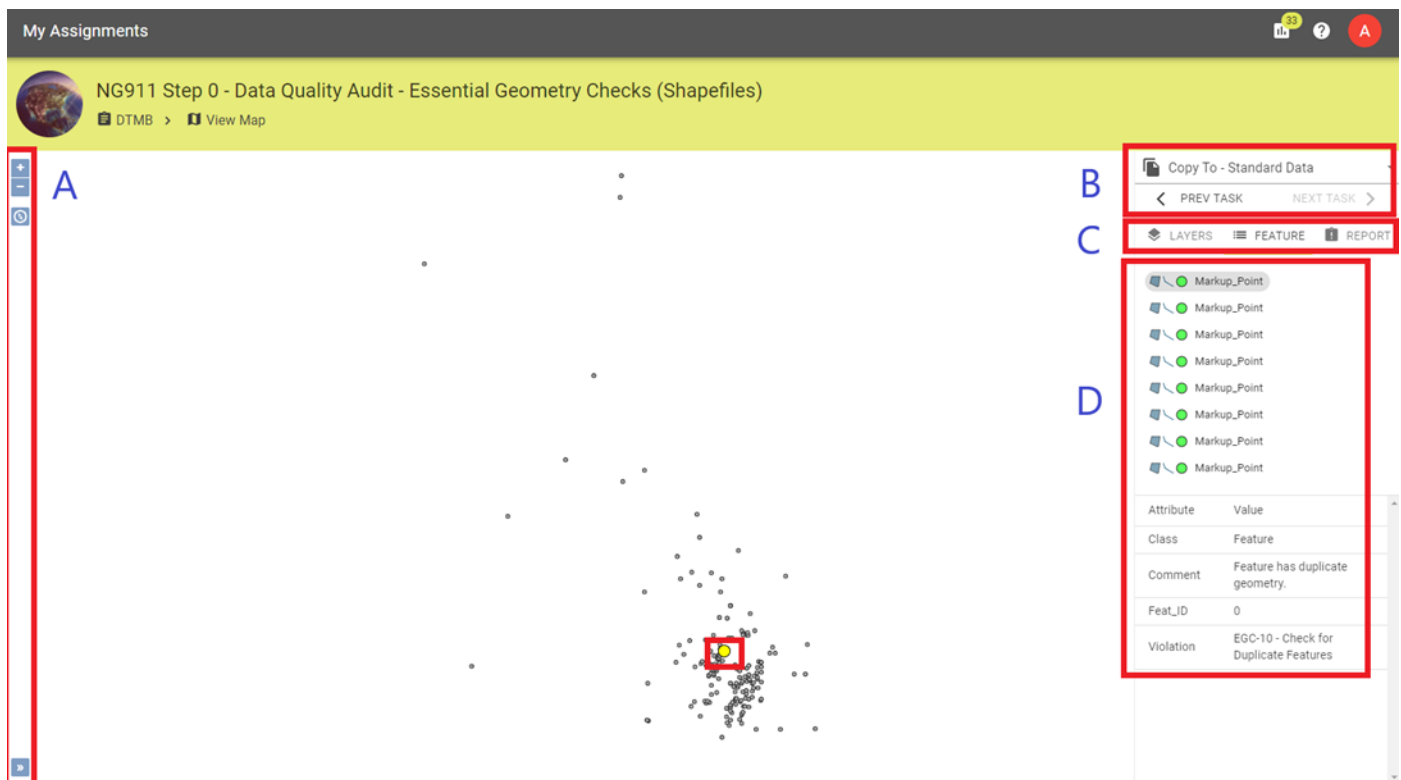 My Assignments
33
A
NG911 Step 0 - Data Quality Audit - Essential Geometry Checks (Shapefiles)
DTMB > View Map
A
B
Copy To - Standard Data
PREV TASK NEXT TASK
C
LAYERS FEATURE REPORT
D
Markup_Point
Markup_Point
Markup_Point
Markup_Point
Markup_Point
Markup_Point
Markup_Point
Markup_Point
Attribute Value
Class Feature
Comment Feature has duplicate
geometry.
Feat_ID 0
Violation EGC-10 - Check for
Duplicate Features